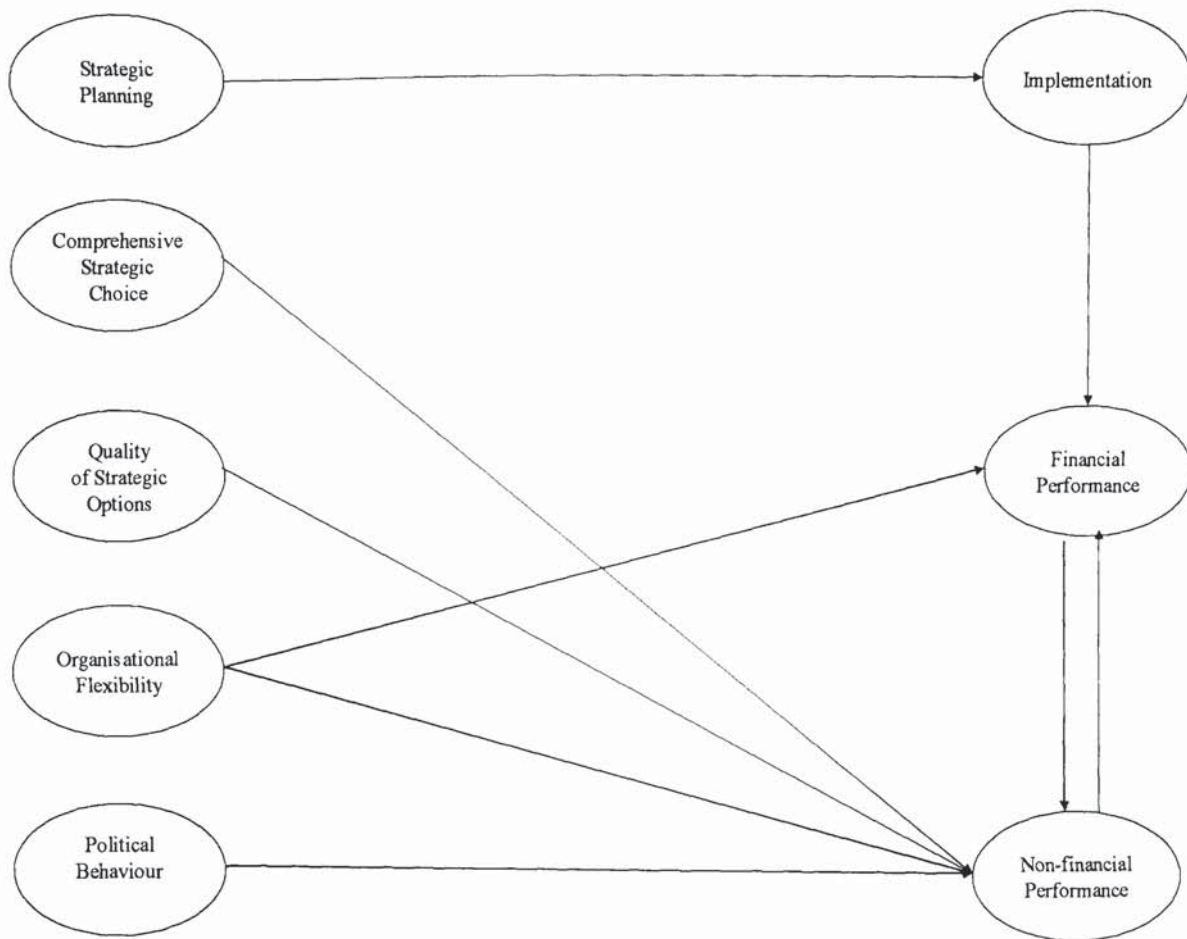 Strategic
Planning
Implementation
Comprehensive
Strategic
Choice
Quality
of Strategic
Options
Financial
Performance
Organisational
Flexibility
Political
Behaviour
Non-financial
Performance